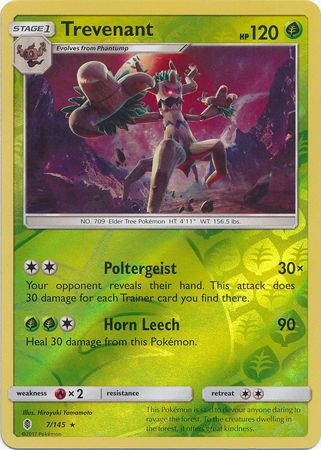 STAGE 1
Trevenant
HP 120
Evolves from Phantump
NO. 709 Elder Tree Pokémon HT: 4'11" WT: 156.5 lbs.
Poltergeist 30×
Your opponent reveals their hand. This attack does
30 damage for each Trainer card you find there.
Horn Leech 90
Heal 30 damage from this Pokémon.
weakness × 2 resistance retreat
Illus. Hiroyuki Yamamoto
7/145 ★
©2017 Pokémon
This Pokémon is said to devour anyone daring
to ravage the forest. To the creatures dwelling
in the forest, it offers great kindness.